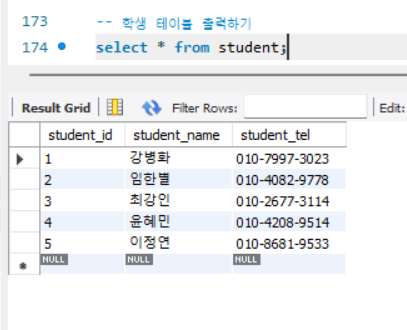 173 -- 학생 테이블 출력하기
174 select * from student;
Result Grid Filter Rows: Edit:
student_id student_name student_tel
1 강병화 010-7997-3023
2 임한별 010-4082-9778
3 최강인 010-2677-3114
4 윤혜민 010-4208-9514
5 이정연 010-8681-9533
NULL NULL NULL